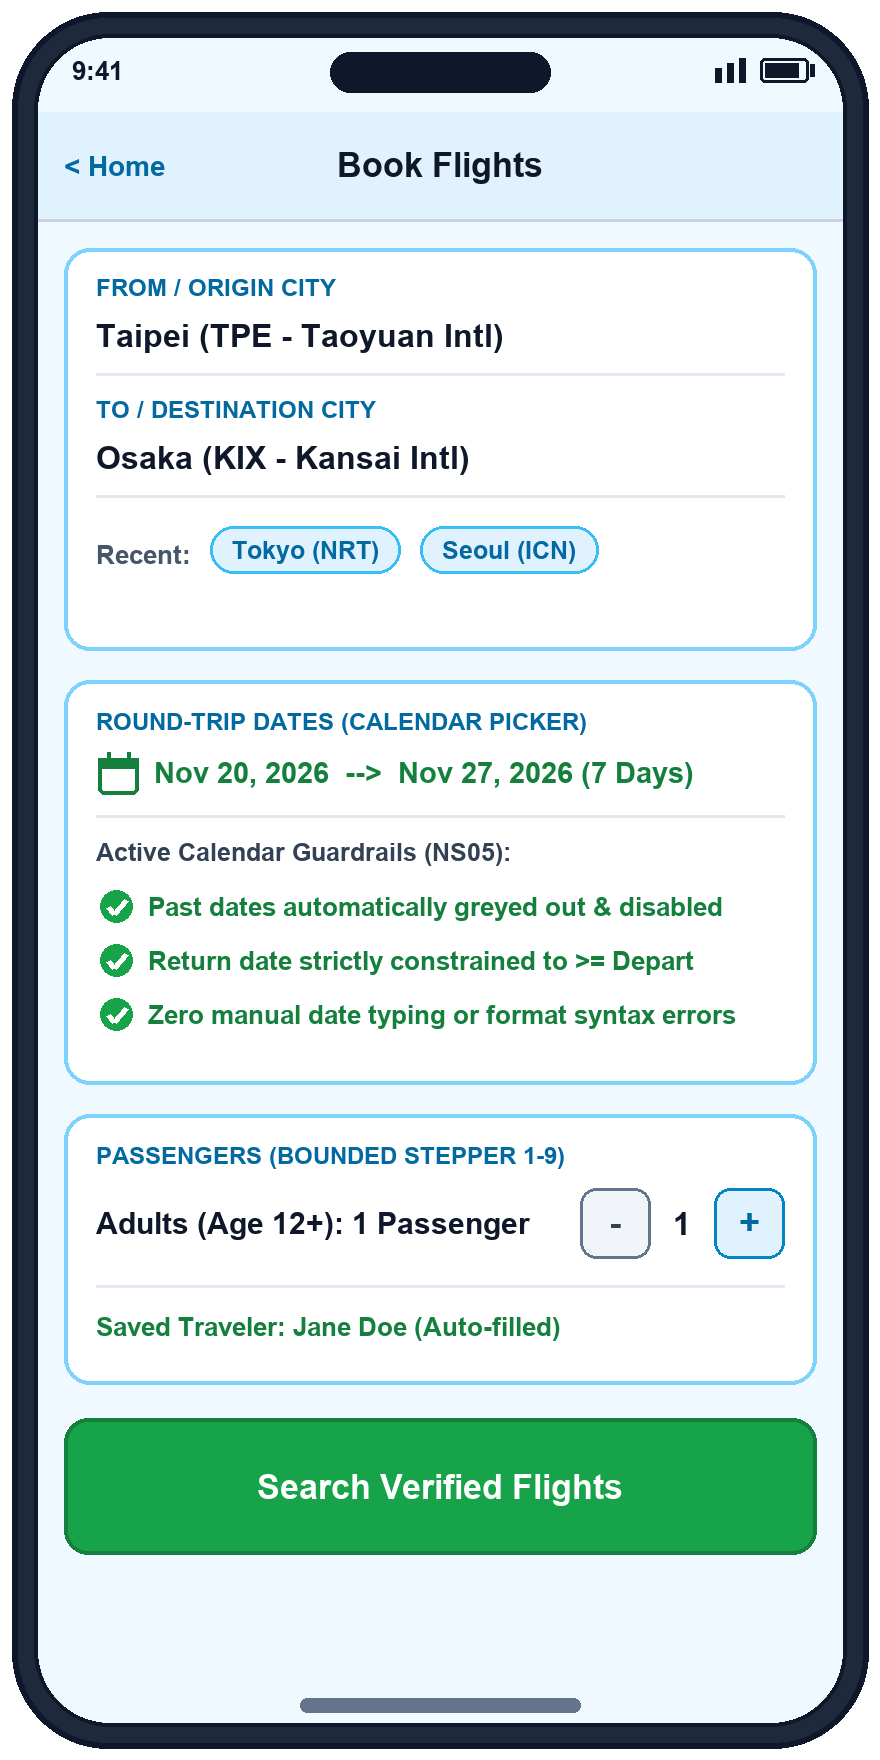 9:41
< Home
Book Flights
FROM / ORIGIN CITY
Taipei (TPE - Taoyuan Intl)
TO / DESTINATION CITY
Osaka (KIX - Kansai Intl)
Recent: Tokyo (NRT) Seoul (ICN)
ROUND-TRIP DATES (CALENDAR PICKER)
Nov 20, 2026 --> Nov 27, 2026 (7 Days)
Active Calendar Guardrails (NS05):
Past dates automatically greyed out & disabled
Return date strictly constrained to >= Depart
Zero manual date typing or format syntax errors
PASSENGERS (BOUNDED STEPPER 1-9)
Adults (Age 12+): 1 Passenger - 1 +
Saved Traveler: Jane Doe (Auto-filled)
Search Verified Flights